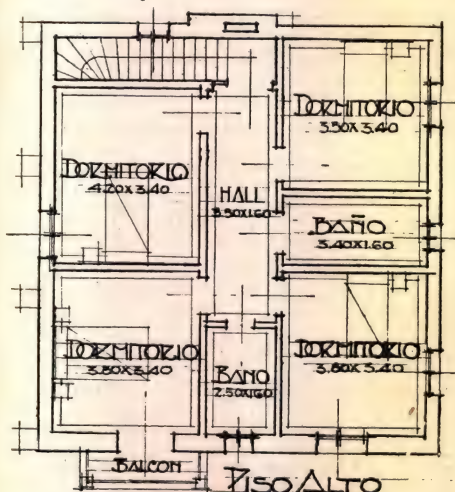 DORMITORIO
3.50X3.40
DORMITORIO
4.20X3.40
HALL
3.50X1.60
BAÑO
3.40X1.60
DORMITORIO
3.80X3.40
BAÑO
2.50X1.60
DORMITORIO
3.80X3.40
BALCON
PISO ALTO